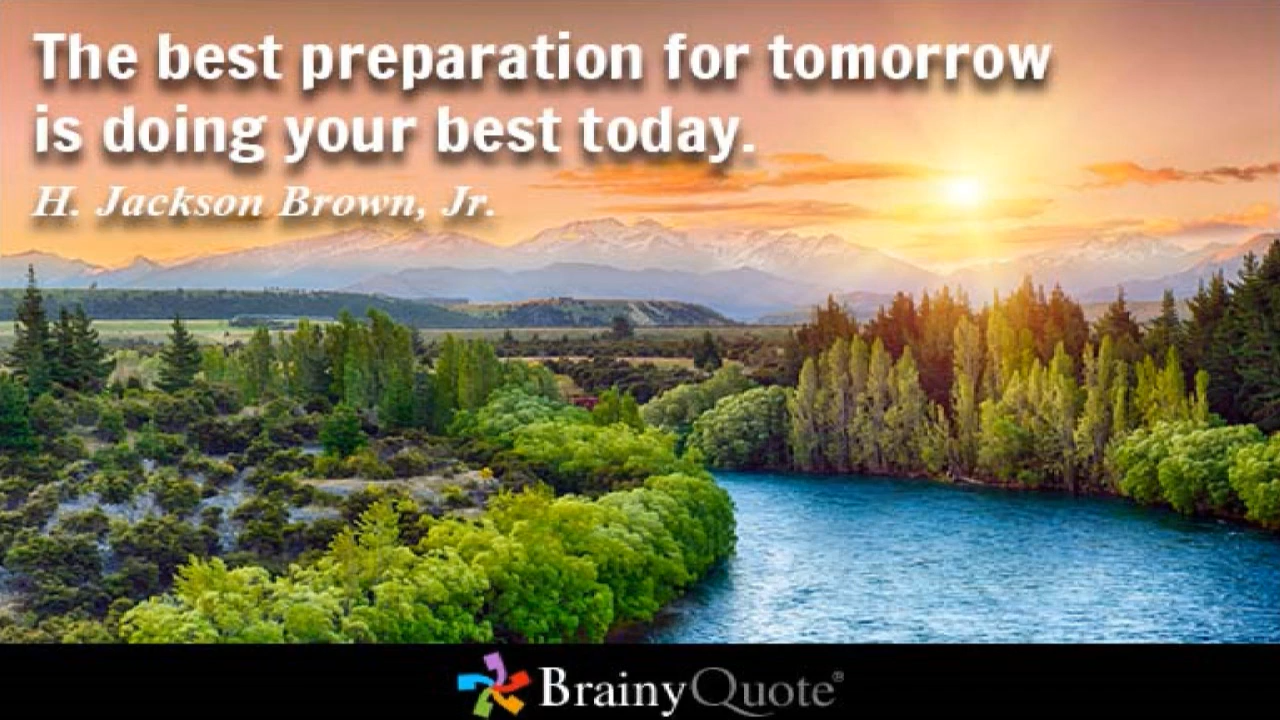 The best preparation for tomorrow
is doing your best today.
H. Jackson Brown, Jr.
BrainyQuote®